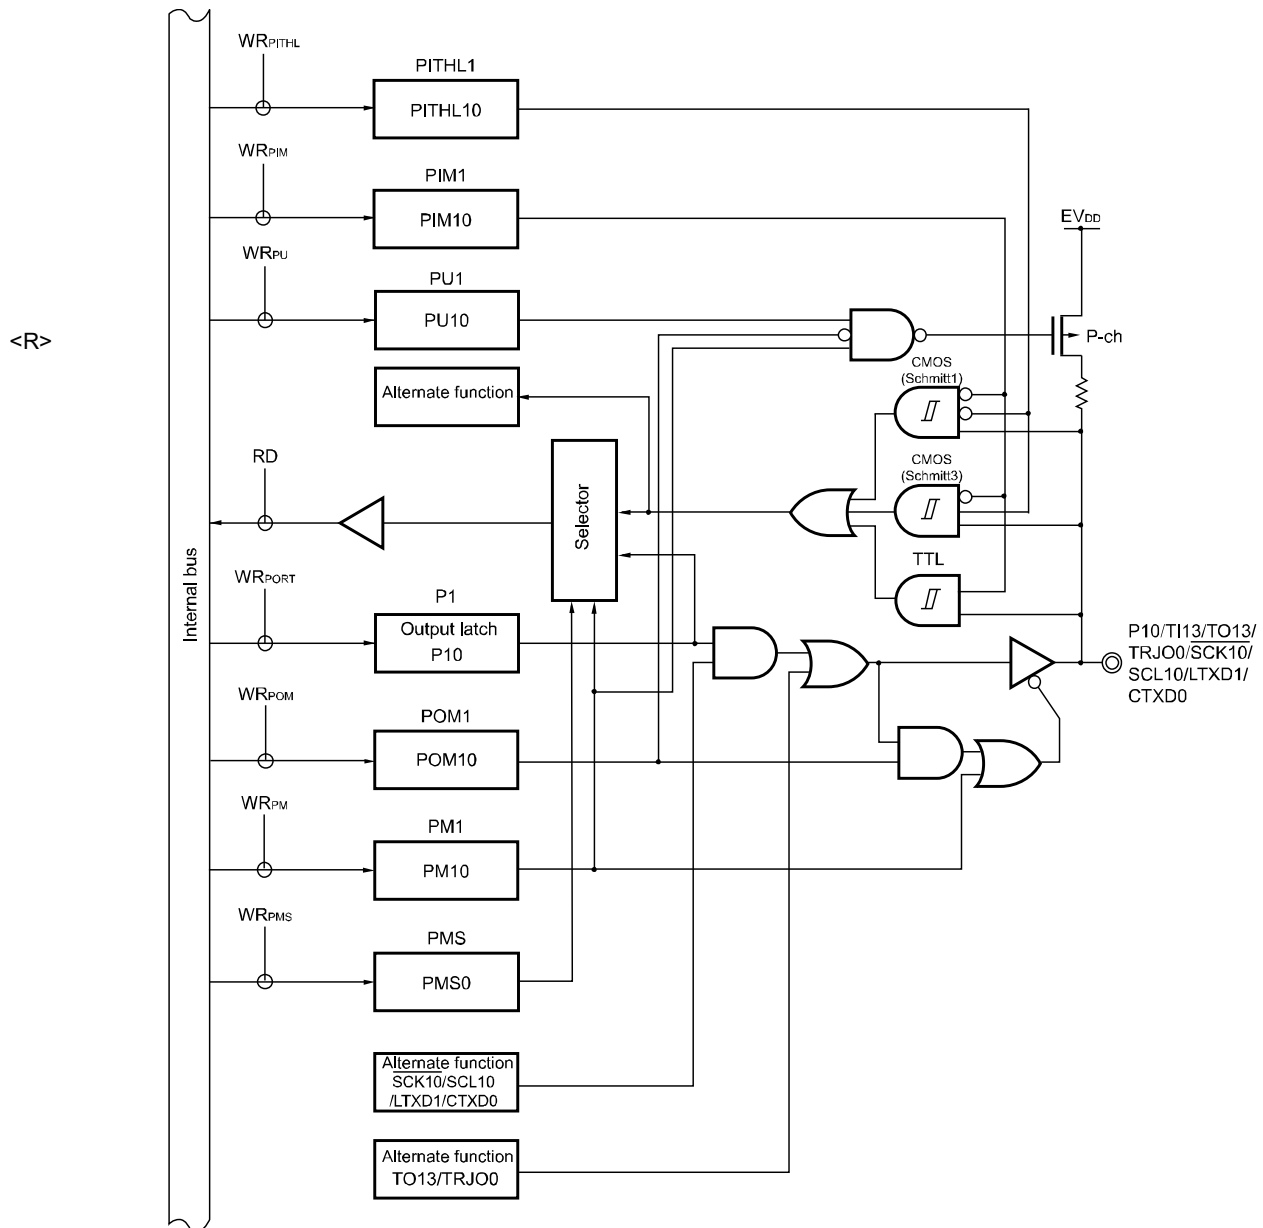 WRPITHL
PITHL1
PITHL10
WRPIM
PIM1
PIM10
EVDD
WRPU
PU1
PU10
<R>
P-ch
CMOS
(Schmitt1)
Alternate function
RD
Selector
CMOS
(Schmitt3)
Internal bus
TTL
WRPORT
P1
Output latch
P10
P10/TI13/TO13/
TRJO0/SCK10/
SCL10/LTXD1/
CTXD0
WRPOM
POM1
POM10
WRPM
PM1
PM10
WRPMS
PMS
PMS0
Alternate function
SCK10/SCL10
/LTXD1/CTXD0
Alternate function
TO13/TRJO0